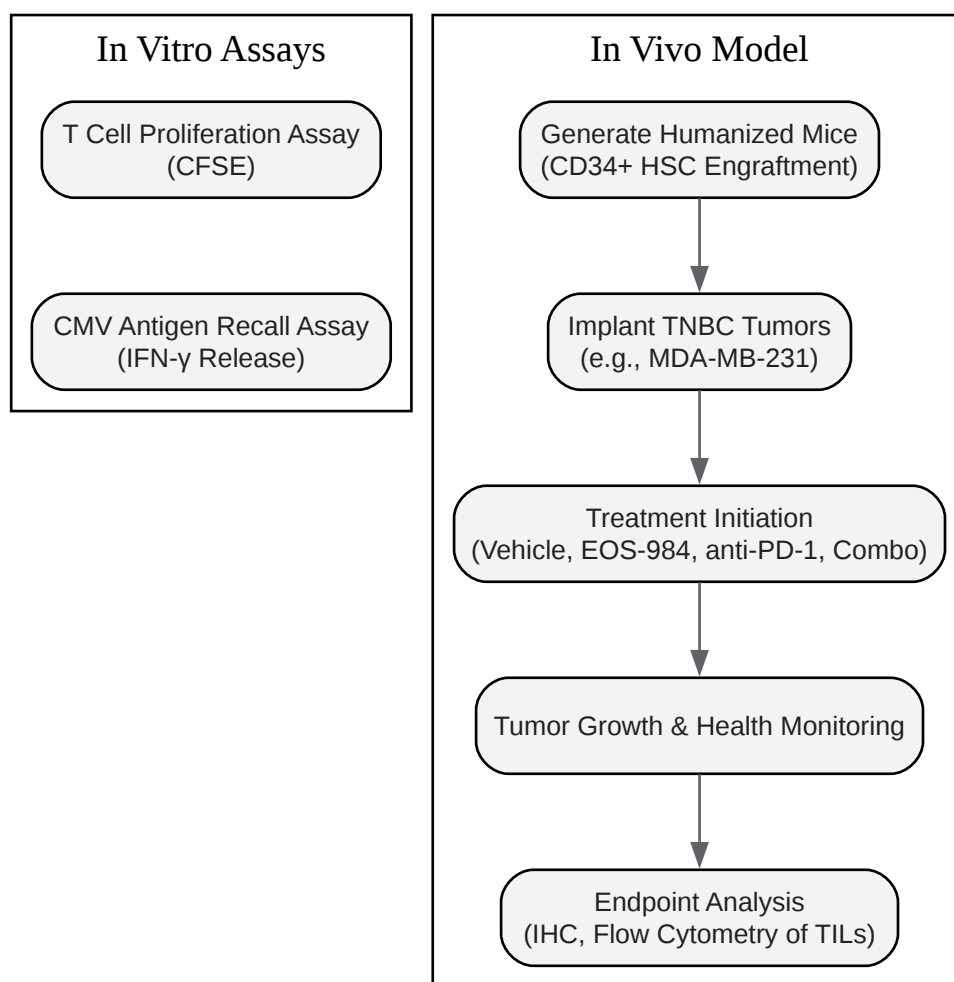 In Vitro Assays
T Cell Proliferation Assay
(CFSE)
CMV Antigen Recall Assay
(IFN-γ Release)
In Vivo Model
Generate Humanized Mice
(CD34+ HSC Engraftment)
Implant TNBC Tumors
(e.g., MDA-MB-231)
Treatment Initiation
(Vehicle, EOS-984, anti-PD-1, Combo)
Tumor Growth & Health Monitoring
Endpoint Analysis
(IHC, Flow Cytometry of TILs)